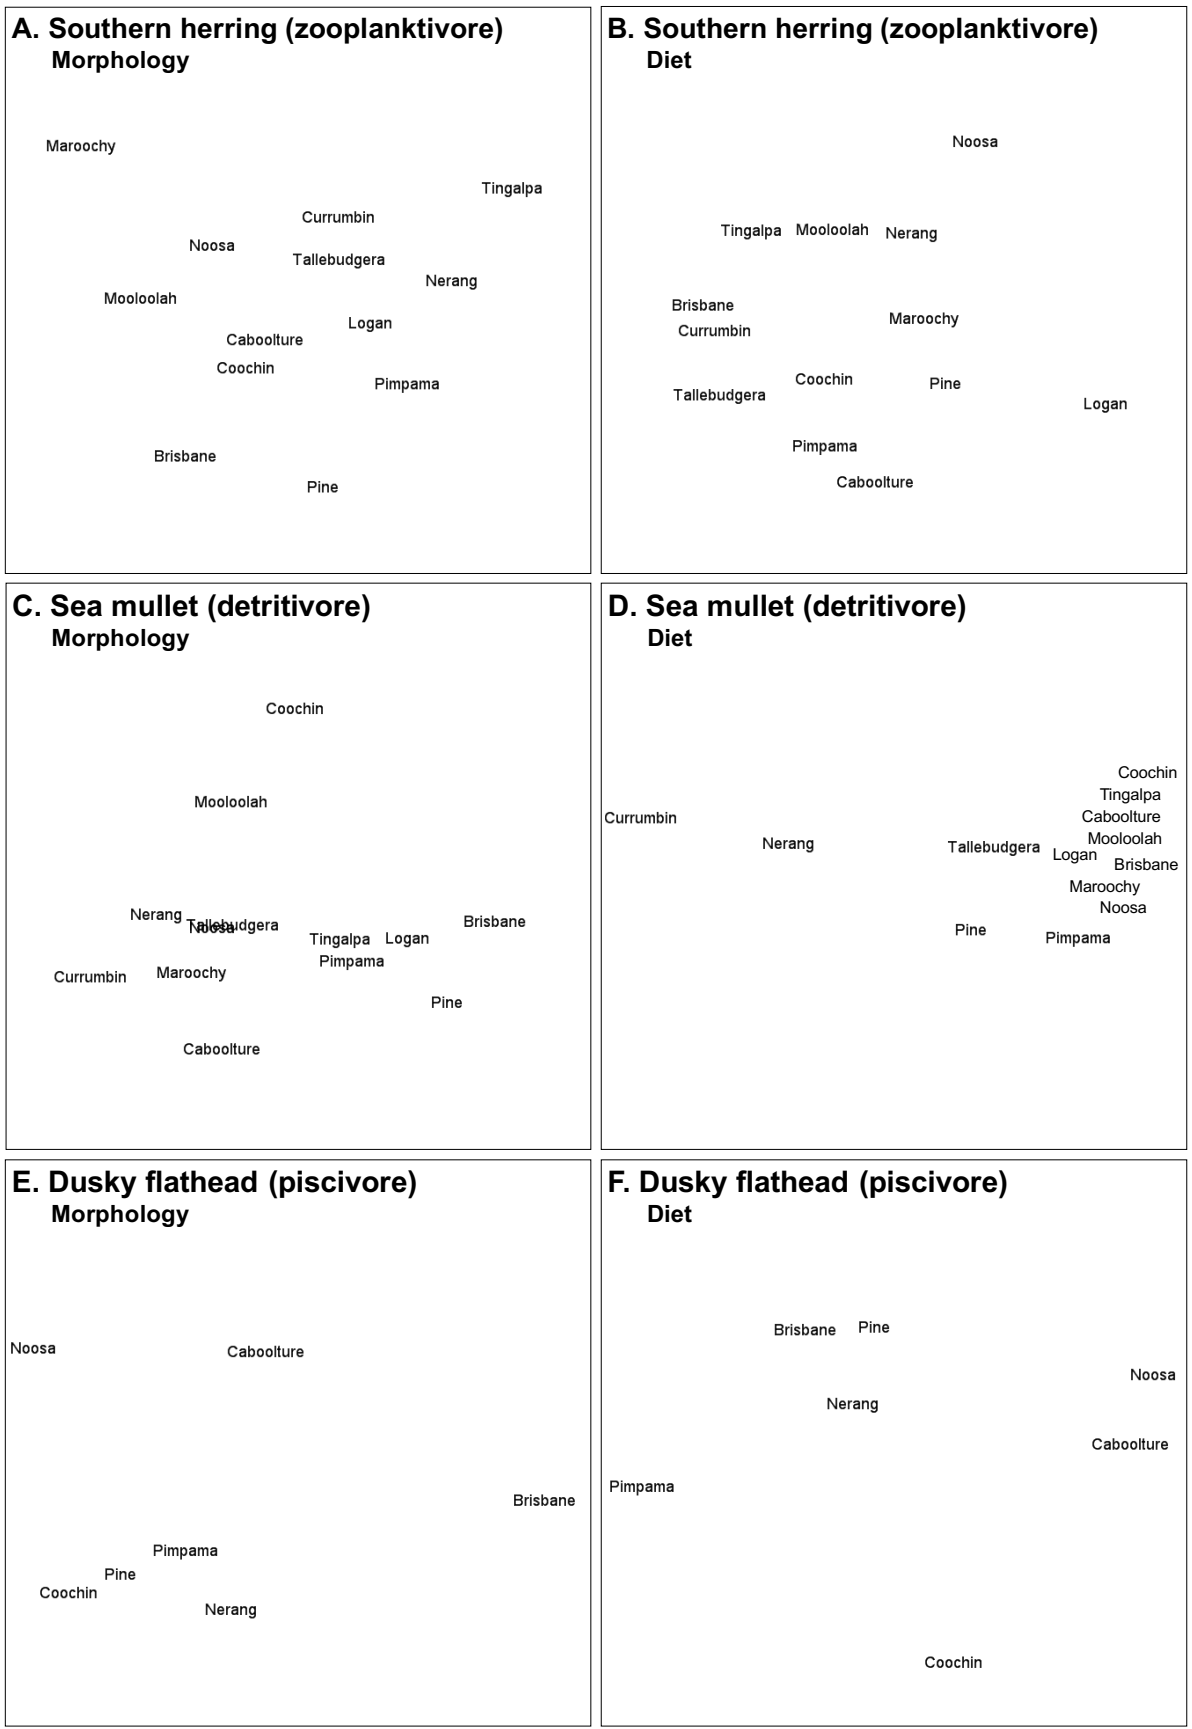 A. Southern herring (zooplanktivore)
Morphology
Maroochy
Tingalpa
Currumbin
Noosa
Tallebudgera
Nerang
Mooloolah
Logan
Caboolture
Coochin
Pimpama
Brisbane
Pine
B. Southern herring (zooplanktivore)
Diet
Noosa
Tingalpa Mooloolah Nerang
Brisbane
Maroochy
Currumbin
Coochin
Pine
Tallebudgera
Logan
Pimpama
Caboolture
C. Sea mullet (detritivore)
Morphology
Coochin
Mooloolah
Nerang
Tallebudgera
Noosa
Brisbane
Tingalpa Logan
Pimpama
Maroochy
Currumbin
Pine
Caboolture
D. Sea mullet (detritivore)
Diet
Coochin
Tingalpa
Caboolture
Currumbin
Mooloolah
Nerang
Tallebudgera
Logan
Brisbane
Maroochy
Noosa
Pine
Pimpama
E. Dusky flathead (piscivore)
Morphology
Noosa
Caboolture
Brisbane
Pimpama
Pine
Coochin
Nerang
F. Dusky flathead (piscivore)
Diet
Brisbane Pine
Noosa
Nerang
Caboolture
Pimpama
Coochin